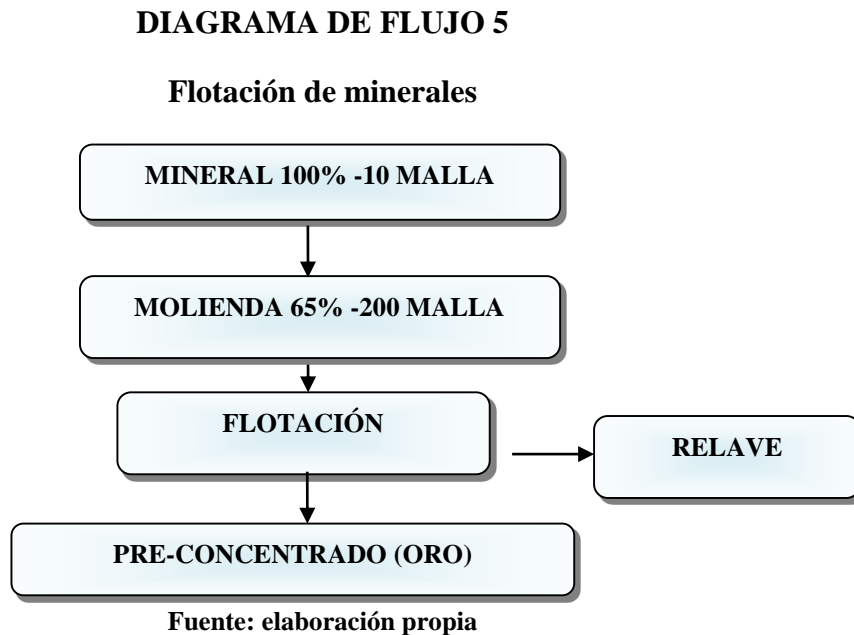 DIAGRAMA DE FLUJO 5
Flotación de minerales
MINERAL 100% -10 MALLA
MOLIENDA 65% -200 MALLA
FLOTACIÓN
RELAVE
PRE-CONCENTRADO (ORO)
Fuente: elaboración propia